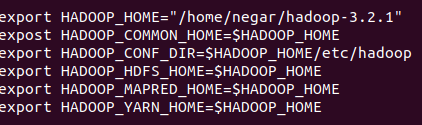 export HADOOP_HOME="/home/negar/hadoop-3.2.1"
expost HADOOP_COMMON_HOME=$HADOOP_HOME
export HADOOP_CONF_DIR=$HADOOP_HOME/etc/hadoop
export HADOOP_HDFS_HOME=$HADOOP_HOME
export HADOOP_MAPRED_HOME=$HADOOP_HOME
export HADOOP_YARN_HOME=$HADOOP_HOME